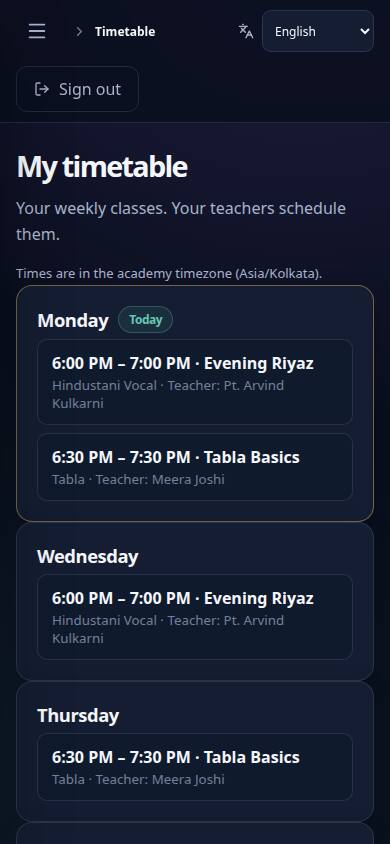 Timetable
English
Sign out
My timetable
Your weekly classes. Your teachers schedule
them.
Times are in the academy timezone (Asia/Kolkata).
Monday Today
6:00 PM – 7:00 PM · Evening Riyaz
Hindustani Vocal · Teacher: Pt. Arvind
Kulkarni
6:30 PM – 7:30 PM · Tabla Basics
Tabla · Teacher: Meera Joshi
Wednesday
6:00 PM – 7:00 PM · Evening Riyaz
Hindustani Vocal · Teacher: Pt. Arvind
Kulkarni
Thursday
6:30 PM – 7:30 PM · Tabla Basics
Tabla · Teacher: Meera Joshi